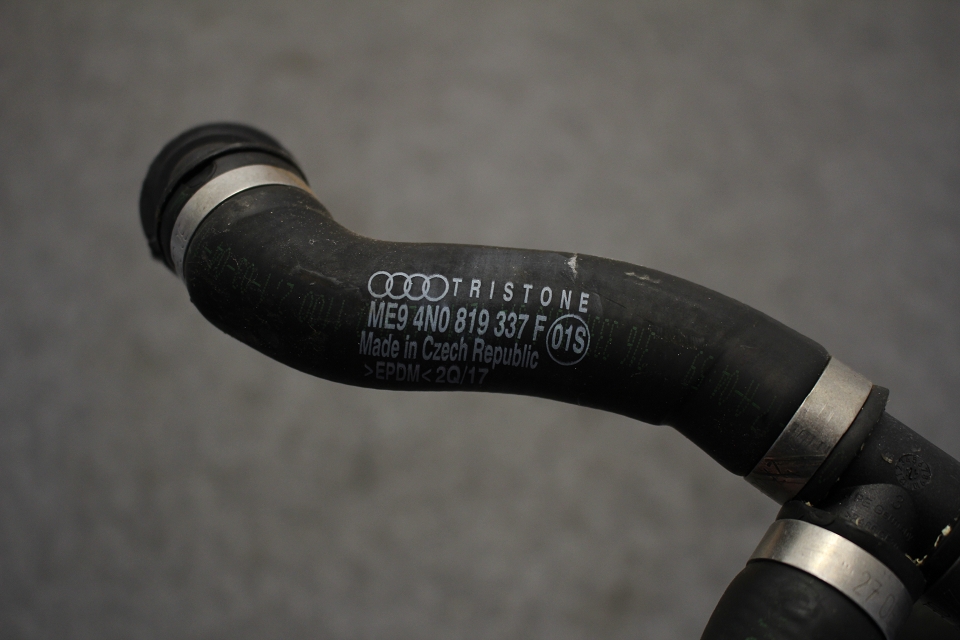 TRISTONE
ME9 4N0 819 337 F 01S
Made in Czech Republic
>EPDM< 2Q/17